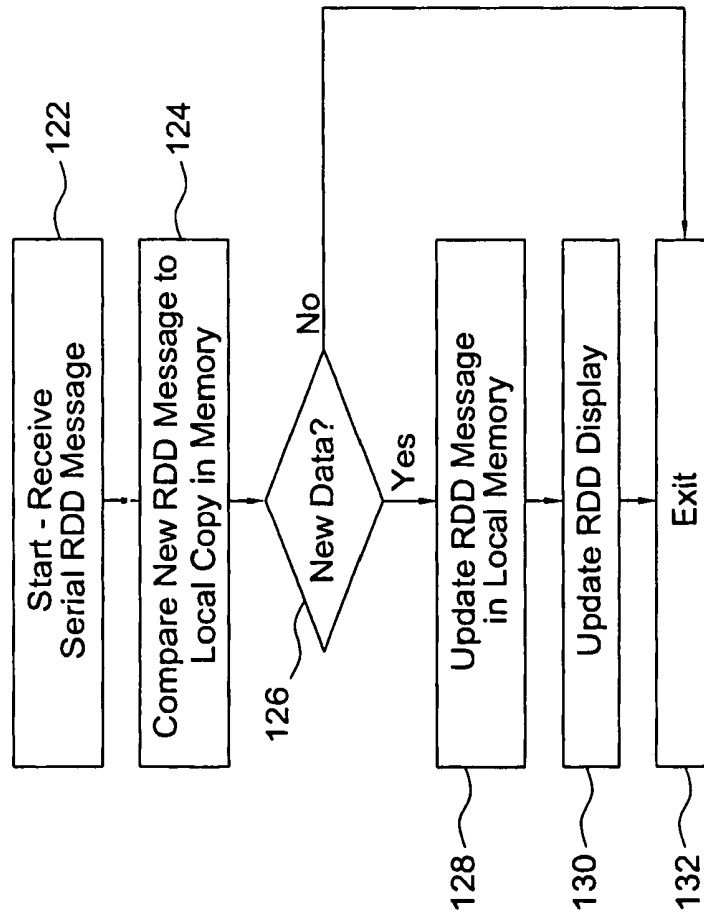 122
Start - Receive
Serial RDD Message
124
Compare New RDD Message to
Local Copy in Memory
126
New Data?
No
Yes
128
Update RDD Message
in Local Memory
130
Update RDD Display
132
Exit